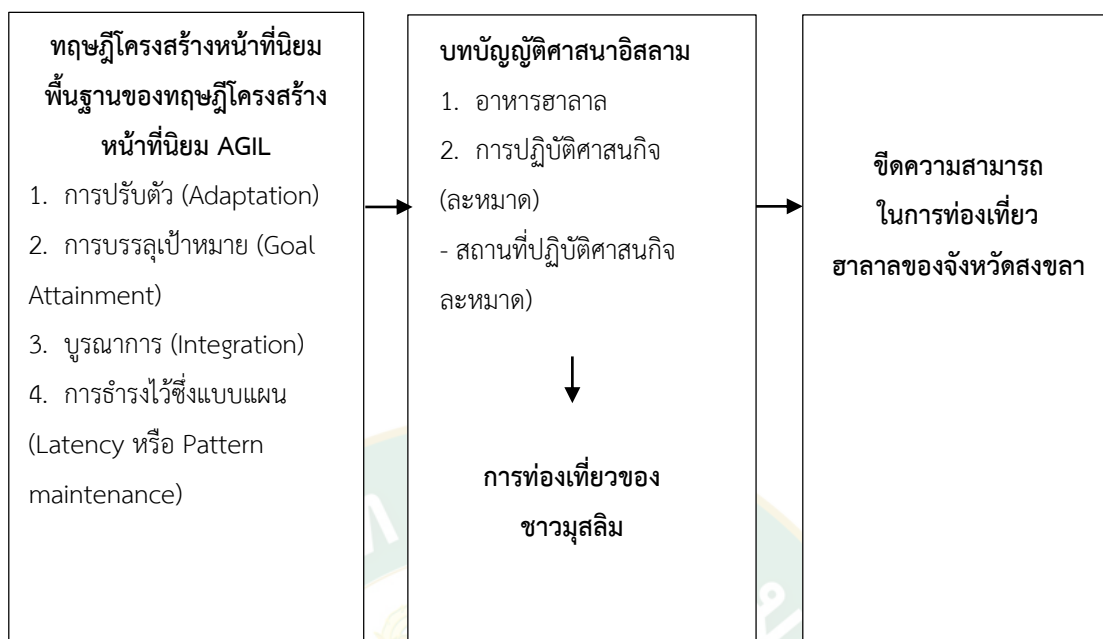 ทฤษฎีโครงสร้างหน้าที่นิยม
พื้นฐานของทฤษฎีโครงสร้าง
หน้าที่นิยม AGIL
1. การปรับตัว (Adaptation)
2. การบรรลุเป้าหมาย (Goal
Attainment)
3. บูรณาการ (Integration)
4. การธำรงไว้ซึ่งแบบแผน
(Latency หรือ Pattern
maintenance)
บทบัญญัติศาสนาอิสลาม
1. อาหารฮาลาล
2. การปฏิบัติศาสนกิจ
(ละหมาด)
- สถานที่ปฏิบัติศาสนกิจ
ละหมาด)
การท่องเที่ยวของ
ชาวมุสลิม
ขีดความสามารถ
ในการท่องเที่ยว
ฮาลาลของจังหวัดสงขลา